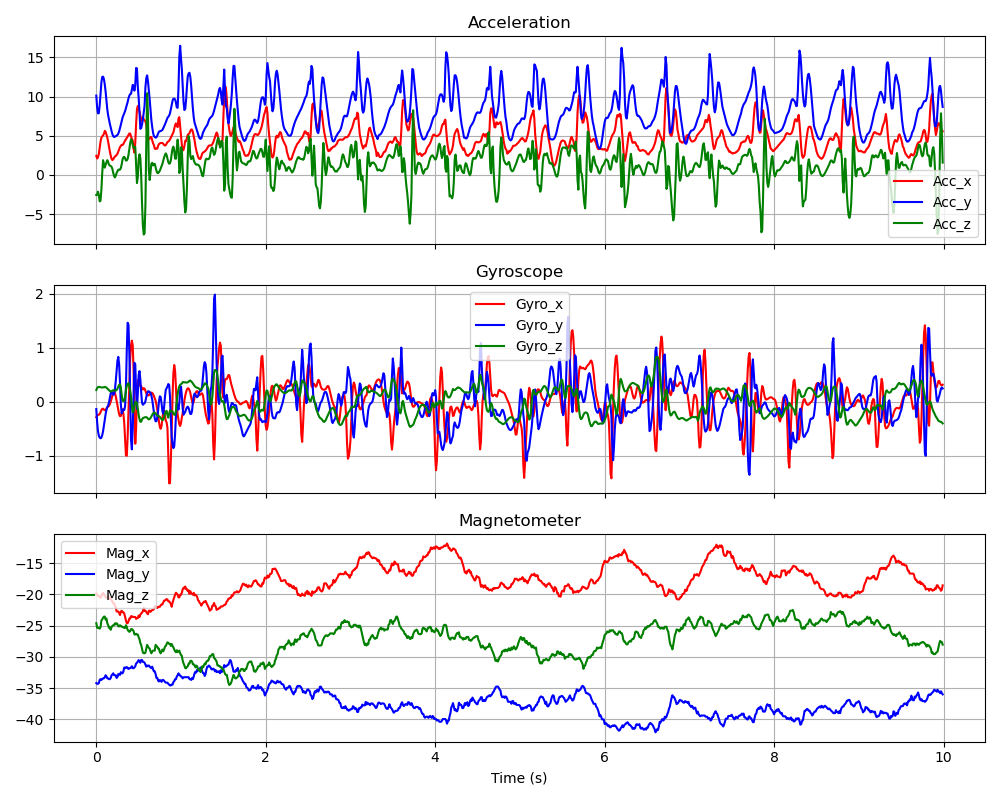 Acceleration
15
10
5
0
−5
Acc_x
Acc_y
Acc_z
Gyroscope
2
1
0
−1
Gyro_x
Gyro_y
Gyro_z
Magnetometer
−15
−20
−25
−30
−35
−40
Mag_x
Mag_y
Mag_z
0 2 4 6 8 10
Time (s)